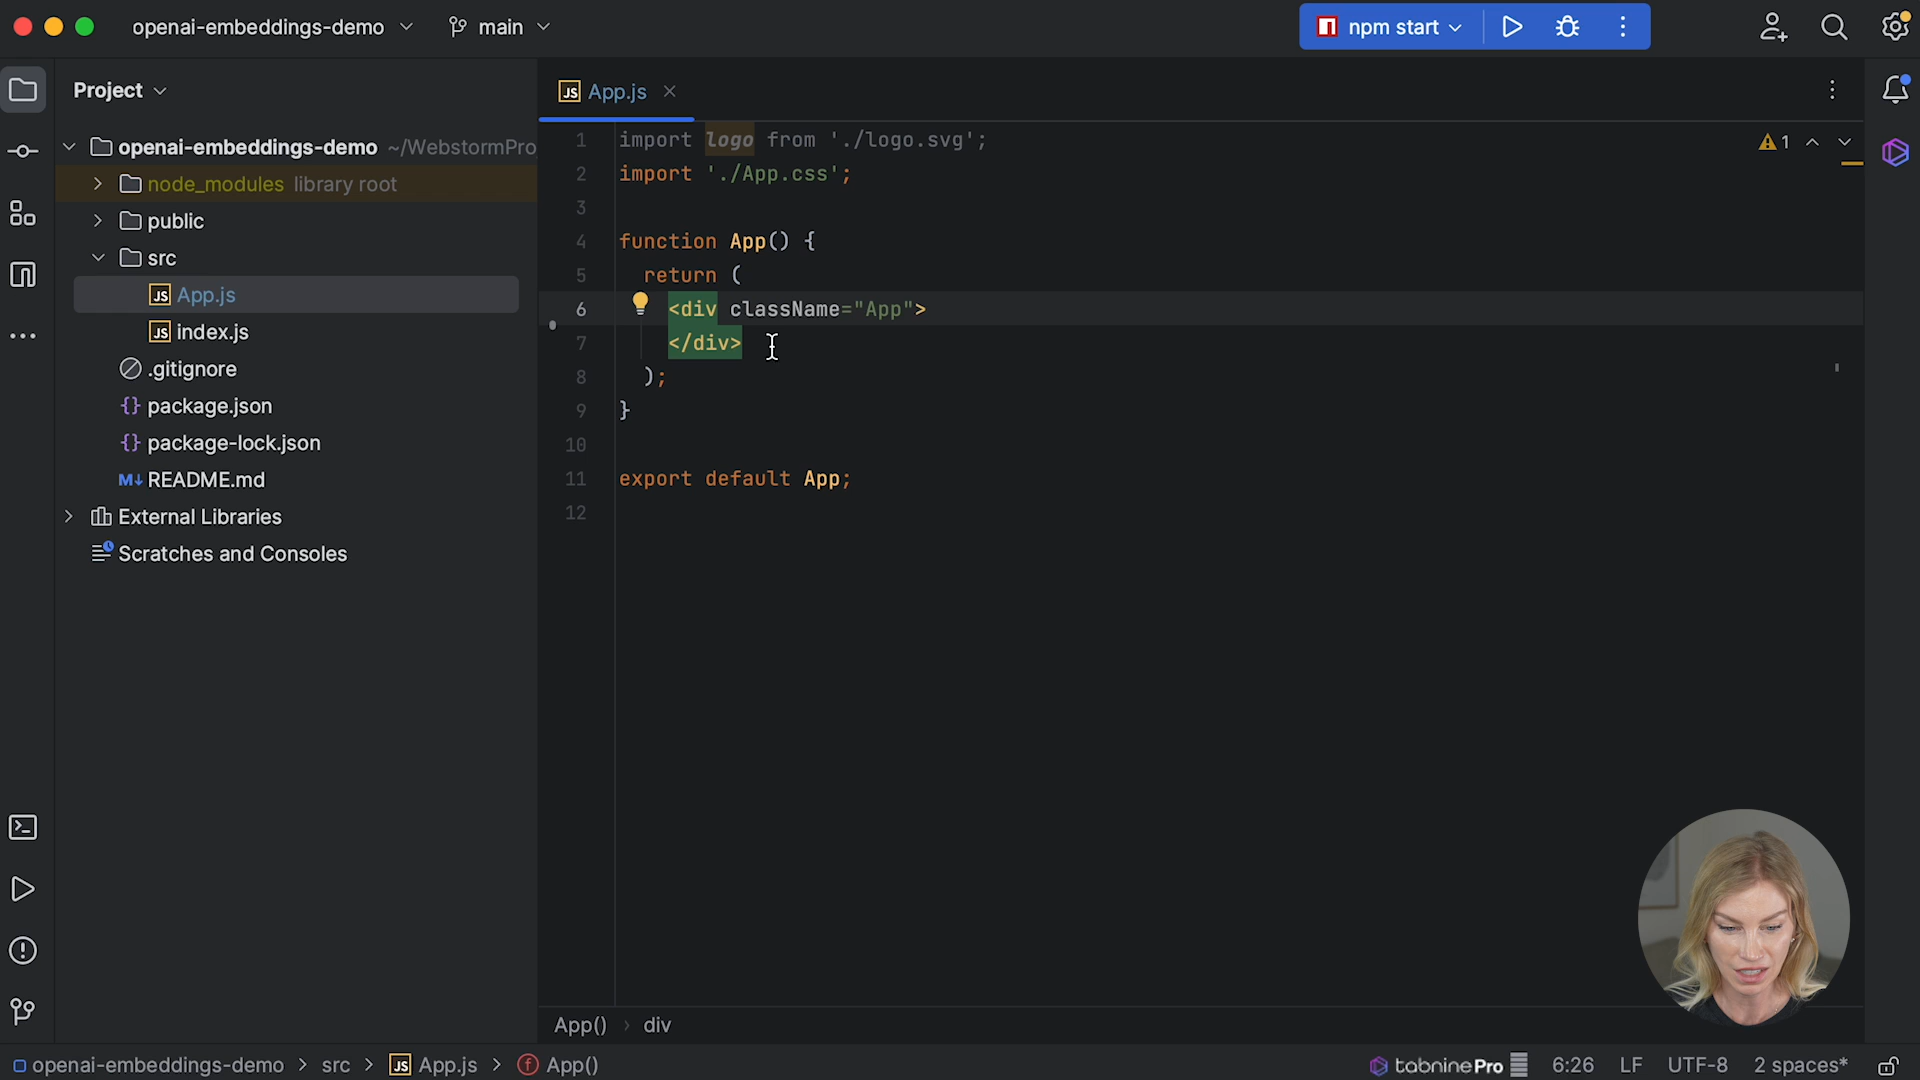 openai-embeddings-demo
main
npm start
Project
App.js
openai-embeddings-demo ~/WebstormPro
node_modules library root
public
src
App.js
index.js
.gitignore
package.json
package-lock.json
README.md
External Libraries
Scratches and Consoles
1 import logo from './logo.svg';
2 import './App.css';
3
4 function App() {
5 return (
6 <div className="App">
7 </div>
8 );
9 }
10
11 export default App;
12
1
App() › div
openai-embeddings-demo > src > JS App.js > f App()
tabnine Pro
6:26 LF UTF-8 2 spaces*